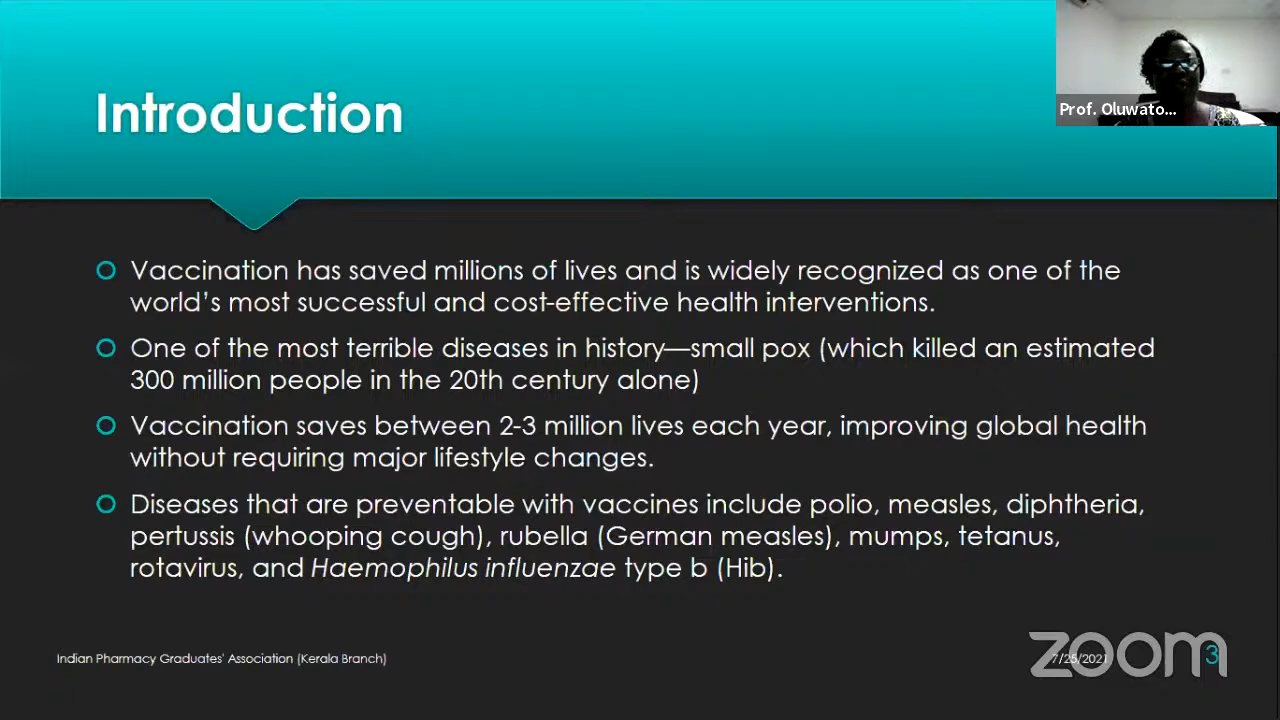 Introduction
Prof. Oluwato...
Vaccination has saved millions of lives and is widely recognized as one of the
world's most successful and cost-effective health interventions.
One of the most terrible diseases in history—small pox (which killed an estimated
300 million people in the 20th century alone)
Vaccination saves between 2-3 million lives each year, improving global health
without requiring major lifestyle changes.
Diseases that are preventable with vaccines include polio, measles, diphtheria,
pertussis (whooping cough), rubella (German measles), mumps, tetanus,
rotavirus, and Haemophilus influenzae type b (Hib).
Indian Pharmacy Graduates' Association (Kerala Branch)
7/25/2021
zoom
3